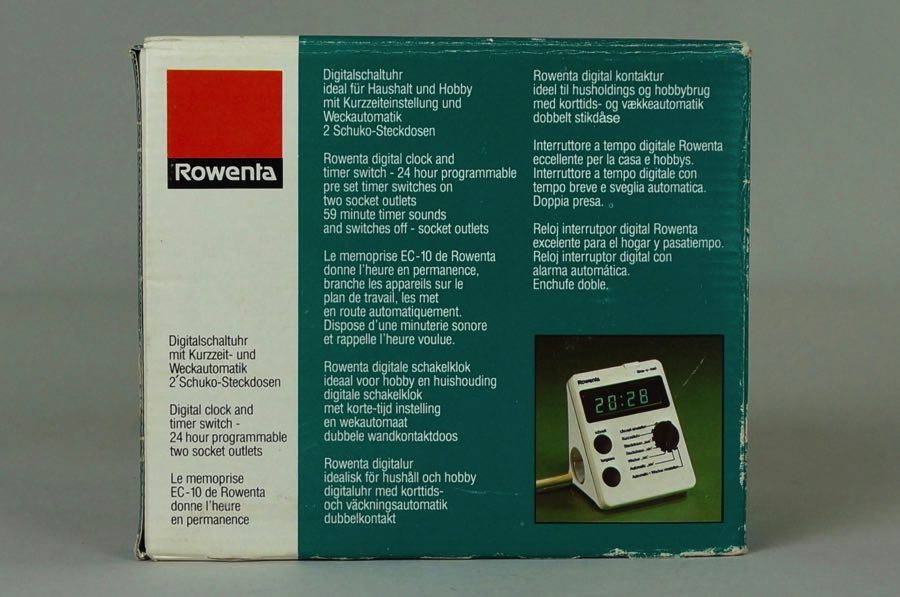 Rowenta
Digitalschaltuhr
mit Kurzzeit- und
Weckautomatik
2 Schuko-Steckdosen
Digital clock and
timer switch -
24 hour programmable
two socket outlets
Le memoprise
EC-10 de Rowenta
donne l'heure
en permanence
Digitalschaltuhr
ideal für Haushalt und Hobby
mit Kurzzeiteinstellung und
Weckautomatik
2 Schuko-Steckdosen
Rowenta digital clock and
timer switch - 24 hour programmable
pre set timer switches on
two socket outlets
59 minute timer sounds
and switches off - socket outlets
Le memoprise EC-10 de Rowenta
donne l'heure en permanence,
branche les appareils sur le
plan de travail, les met
en route automatiquement.
Dispose d'une minuterie sonore
et rappelle l'heure voulue.
Rowenta digitale schakelklok
ideaal voor hobby en huishouding
digitale schakelklok
met korte-tijd instelling
en wekautomaat
dubbele wandkontaktdoos
Rowenta digitalur
idealisk för hushåll och hobby
digitaluhr med korttids-
och väckningsautomatik
dubbelkontakt
Rowenta digital kontaktur
ideel til husholdings og hobbybrug
med korttids- og vækkeautomatik
dobbelt stikdåse
Interruttore a tempo digitale Rowenta
eccellente per la casa e hobbys.
Interruttore a tempo digitale con
tempo breve e sveglia automatica.
Doppia presa.
Reloj interrutpor digital Rowenta
excelente para el hogar y pasatiempo.
Reloj interruptor digital con
alarma automática.
Enchufe doble.
Rowenta
20:28